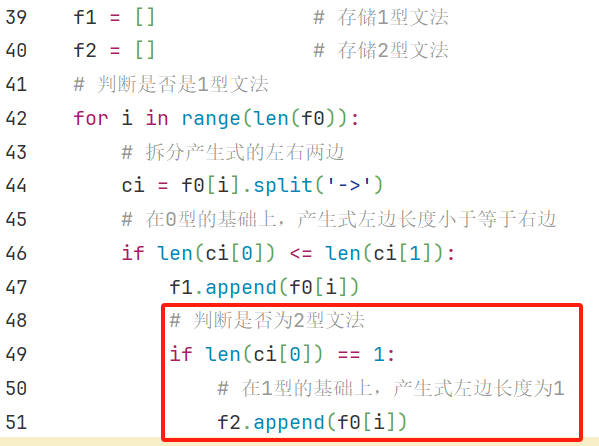 39 f1 = [] # 存储1型文法
40 f2 = [] # 存储2型文法
41 # 判断是否是1型文法
42 for i in range(len(f0)):
43 # 拆分产生式的左右两边
44 ci = f0[i].split('->')
45 # 在0型的基础上，产生式左边长度小于等于右边
46 if len(ci[0]) <= len(ci[1]):
47 f1.append(f0[i])
48 # 判断是否为2型文法
49 if len(ci[0]) == 1:
50 # 在1型的基础上，产生式左边长度为1
51 f2.append(f0[i])